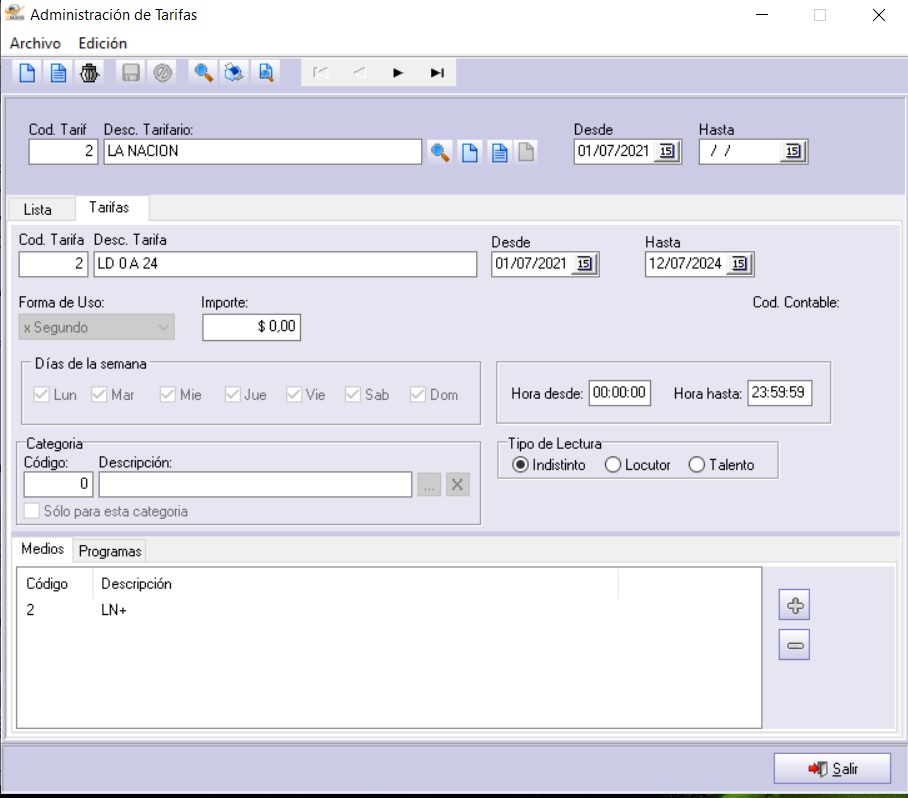 Administración de Tarifas
Archivo Edición
Cod. Tarif Desc. Tarifario: Desde Hasta
2 LA NACION 01/07/2021 15 / / 15
Lista Tarifas
Cod. Tarifa Desc. Tarifa Desde Hasta
2 LD 0 A 24 01/07/2021 15 12/07/2024 15
Forma de Uso: Importe: Cod. Contable:
x Segundo $ 0,00
Días de la semana
Lun Mar Mie Jue Vie Sab Dom Hora desde: 00:00:00 Hora hasta: 23:59:59
Categoria Tipo de Lectura
Código: Descripción: Indistinto Locutor Talento
0 ... X
Sólo para esta categoria
Medios Programas
Código Descripción
2 LN+
Salir